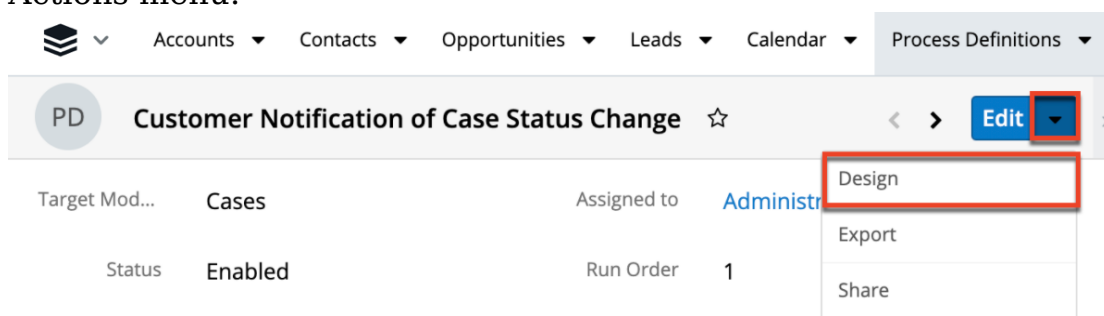 Actions menu:
Accounts Contacts Opportunities Leads Calendar Process Definitions
PD Customer Notification of Case Status Change Edit
Design
Target Mod... Cases Assigned to Administr
Export
Status Enabled Run Order 1
Share